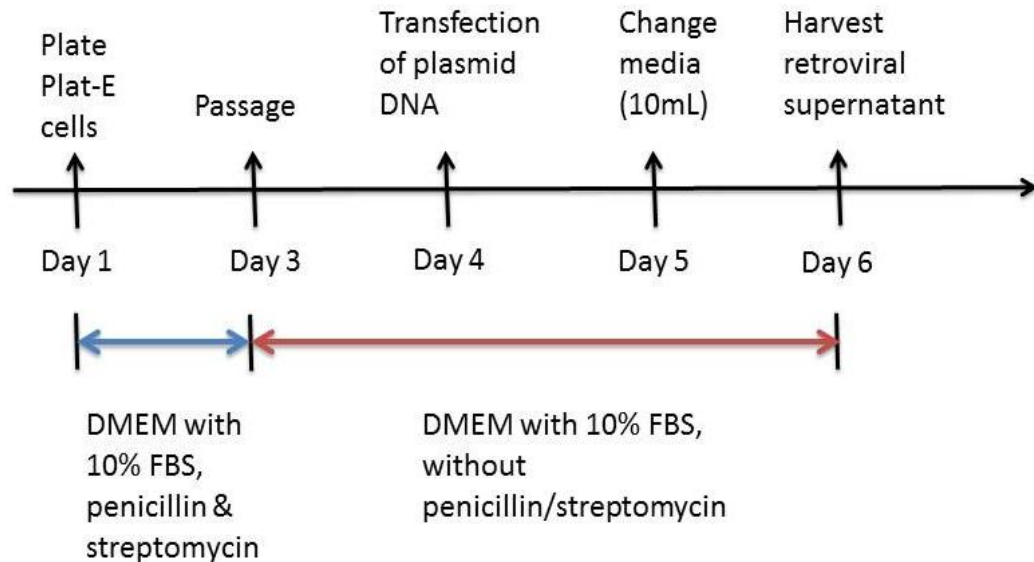 Plate
Plat-E
cells
Passage
Transfection
of plasmid
DNA
Change
media
(10mL)
Harvest
retroviral
supernatant
Day 1
Day 3
Day 4
Day 5
Day 6
DMEM with
10% FBS,
penicillin &
streptomycin
DMEM with 10% FBS,
without
penicillin/streptomycin